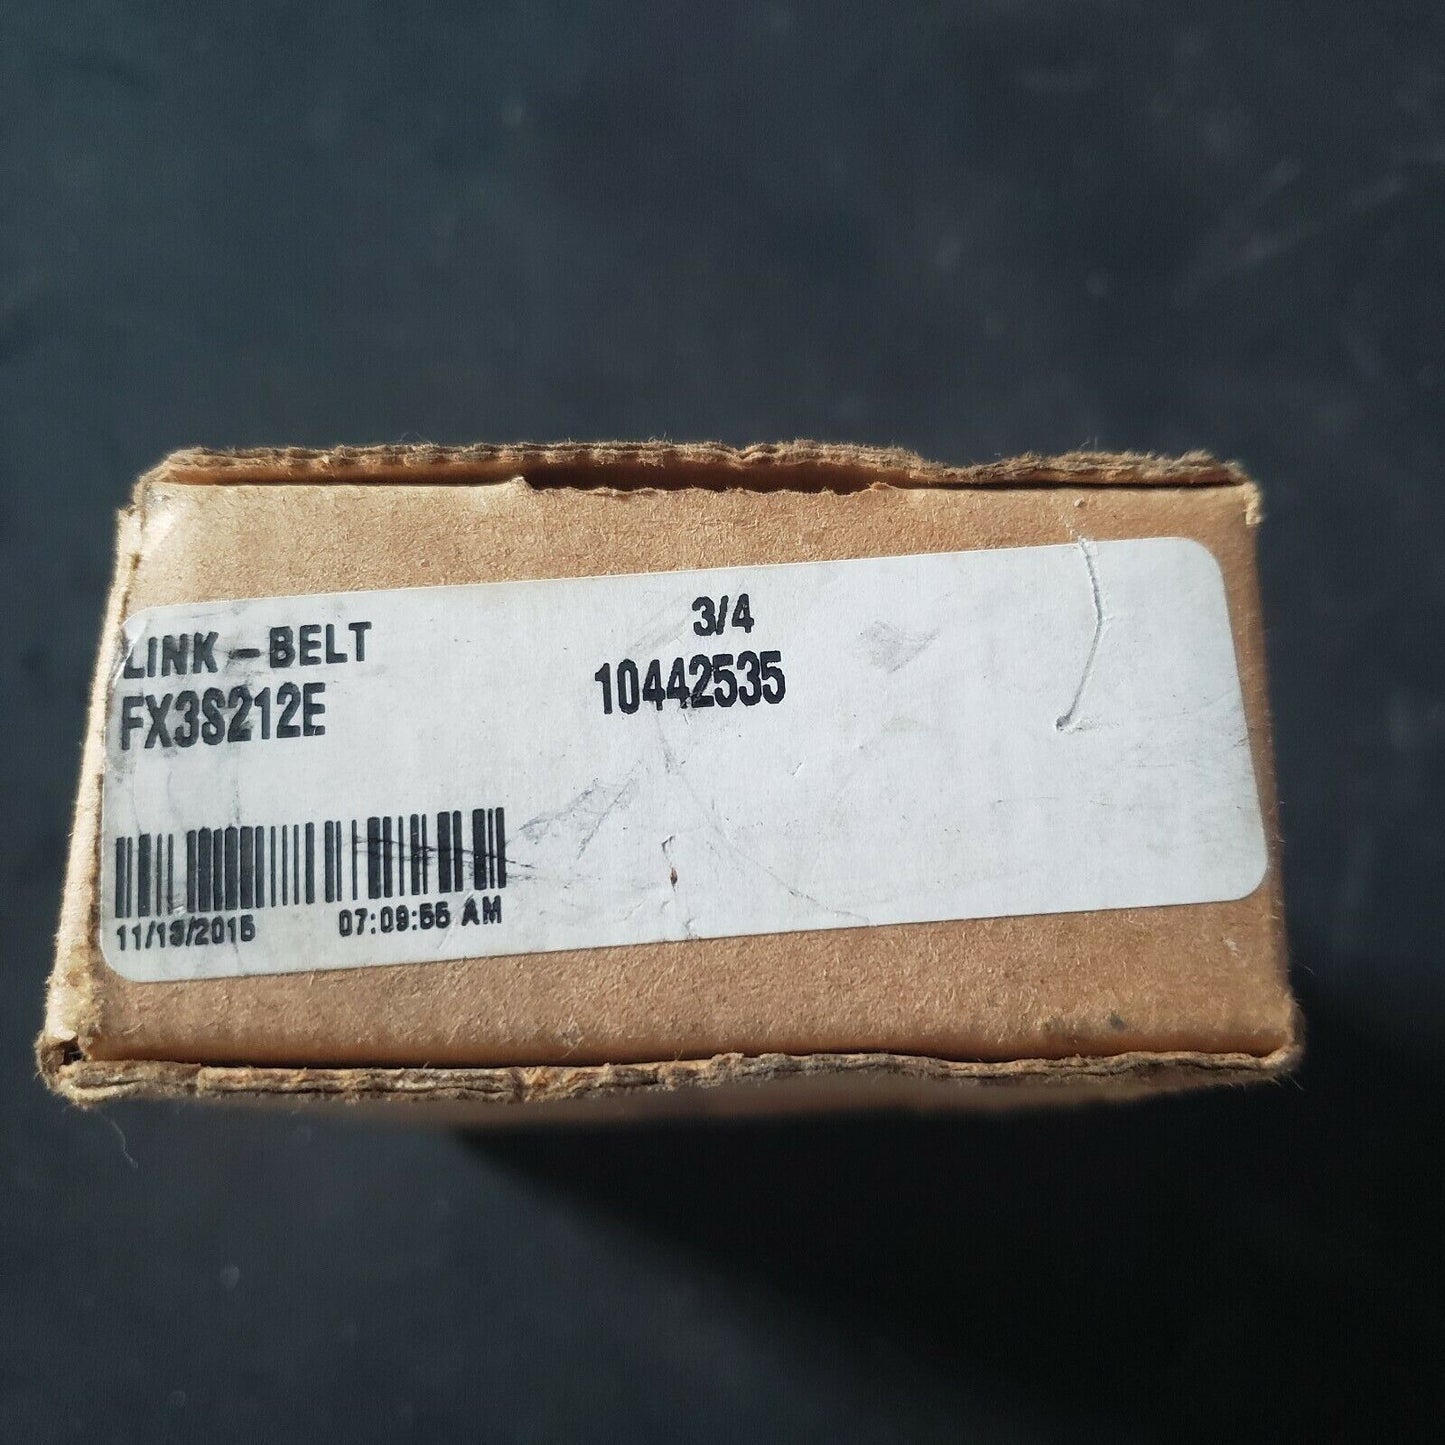 LINK-BELT
FX3S212E
3/4
10442535
11/13/2015 07:09:55 AM